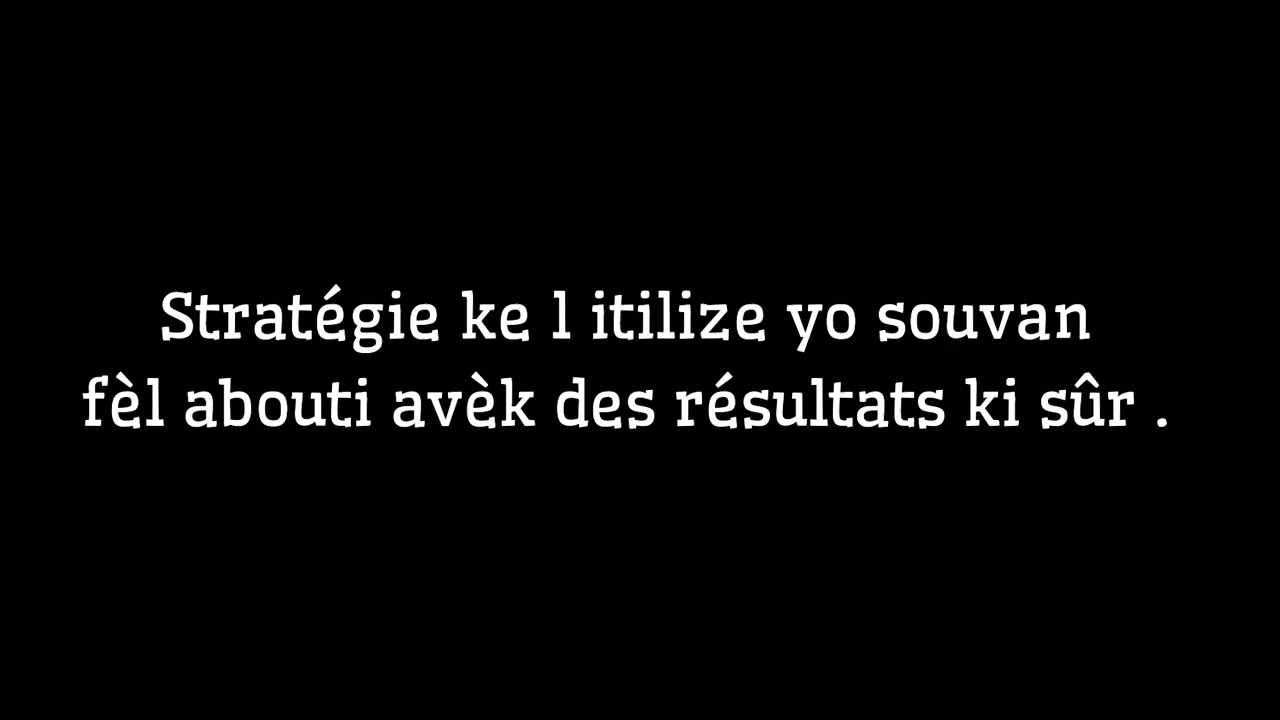 Stratégie ke l itilize yo souvan
fèl abouti avèk des résultats ki sûr .